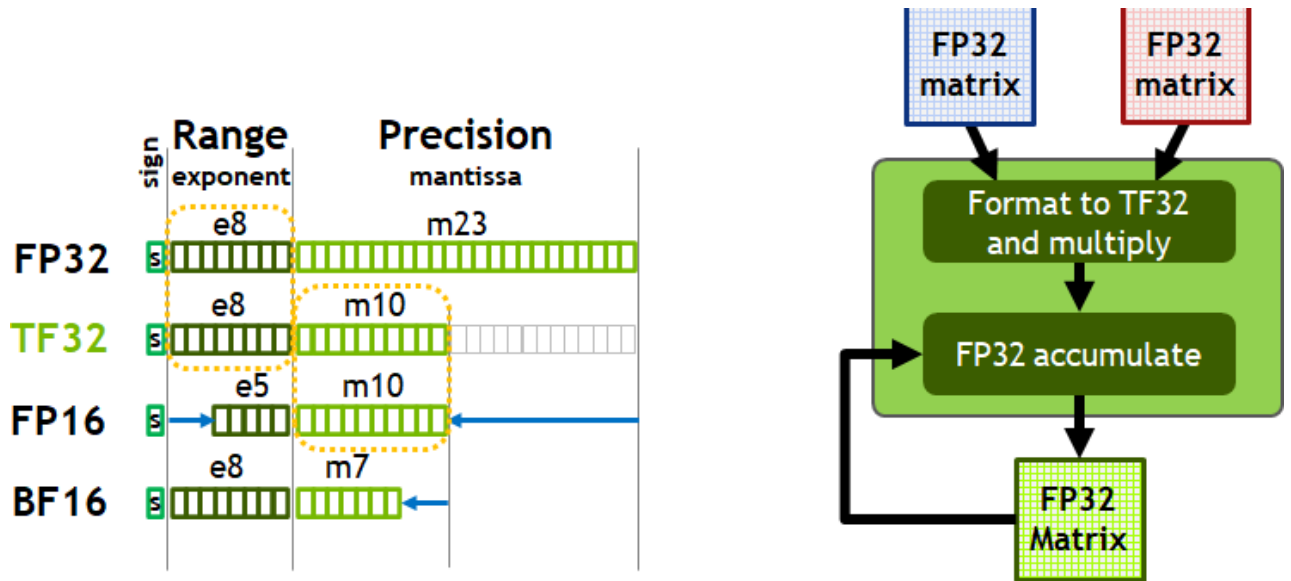 Range
Precision
sign
exponent
mantissa
e8
m23
FP32
s
e8
m10
TF32
s
e5
m10
FP16
s
e8
m7
BF16
s
FP32
matrix
FP32
matrix
Format to TF32
and multiply
FP32 accumulate
FP32
Matrix